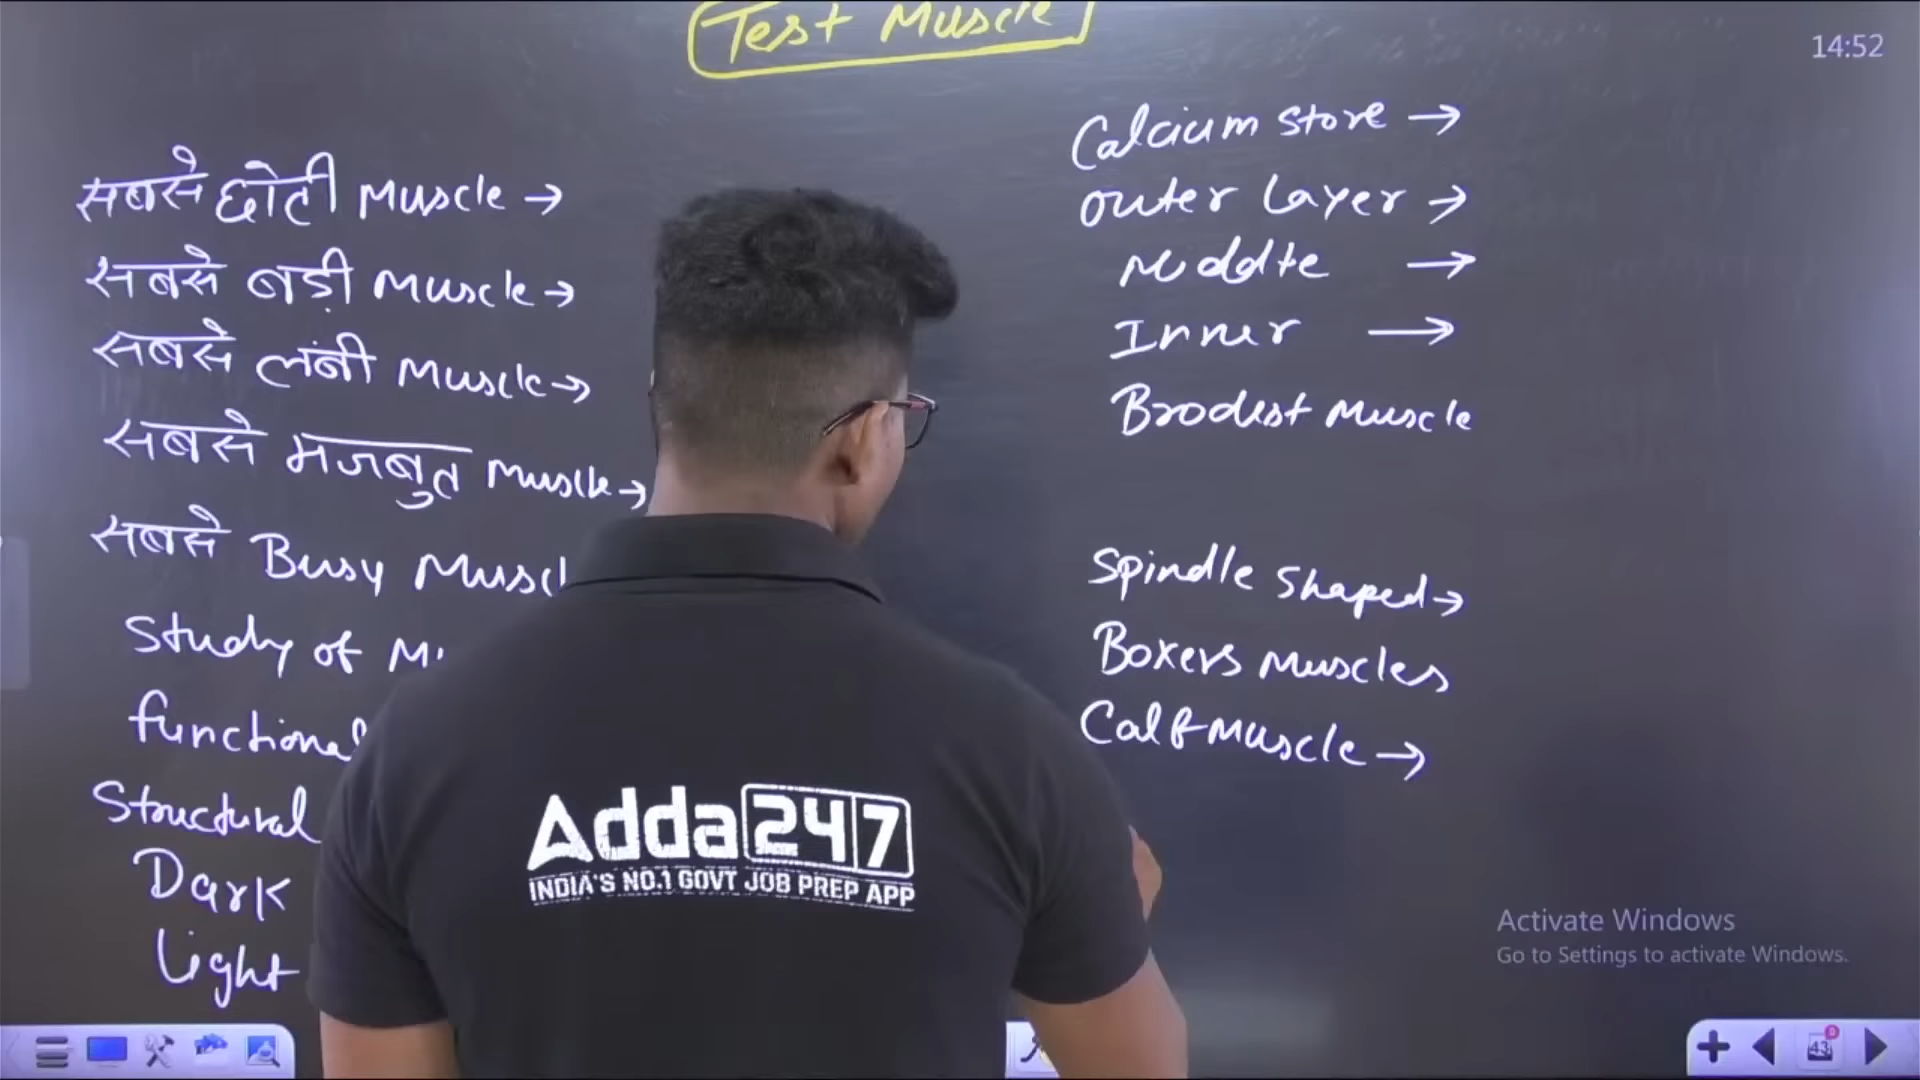 Test Muscle
14:52
सबसे छोटी Muscle →
सबसे बड़ी Muscle →
सबसे लंबी Muscle →
सबसे मजबुत Muscle →
सबसे Busy Muscl
Study of M
functional
Structural
Dark
Light
Calcium store →
outer Layer →
Middle →
Inner →
Brodest Muscle
Spindle Shaped →
Boxers Muscles
Calf Muscle →
Adda247
INDIA'S NO.1 GOVT JOB PREP APP
Activate Windows
Go to Settings to activate Windows.
43